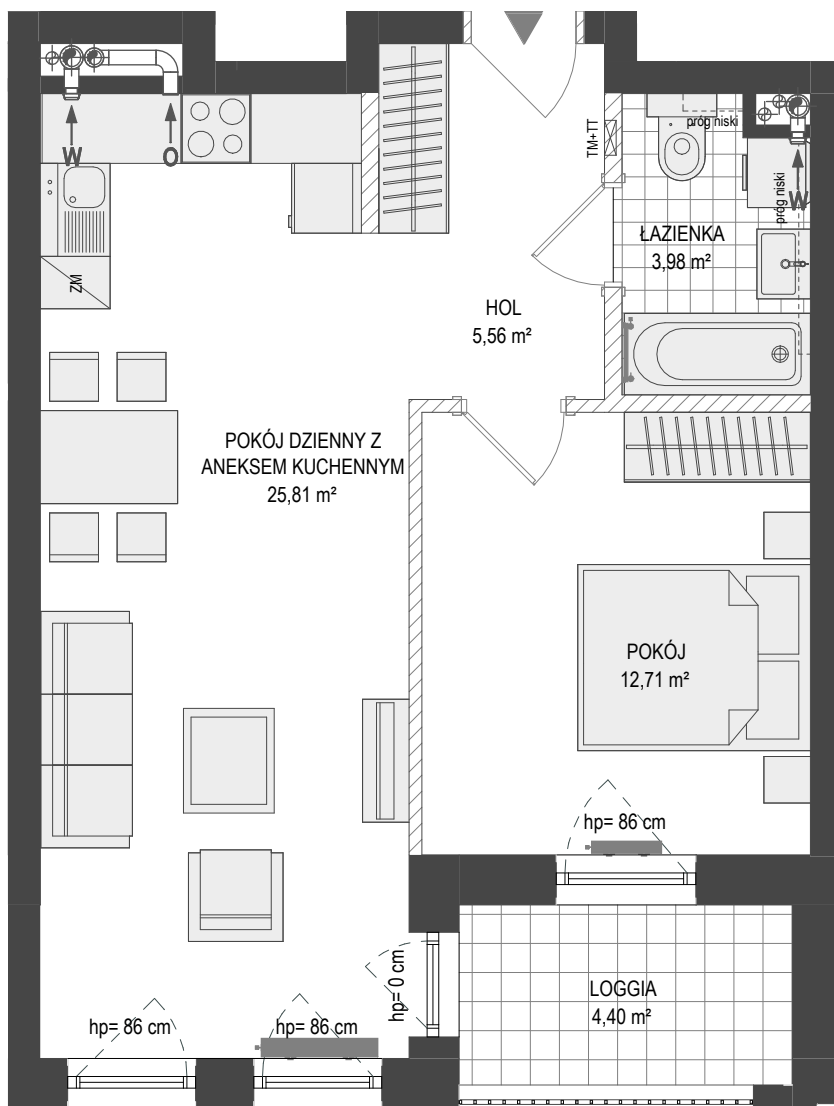 W
O
TM+TT
próg niski
próg niski
W
ŁAZIENKA
3,98 m²
ZM
HOL
5,56 m²
POKÓJ DZIENNY Z
ANEKSEM KUCHENNYM
25,81 m²
POKÓJ
12,71 m²
hp= 86 cm
hp= 0 cm
LOGGIA
4,40 m²
hp= 86 cm
hp= 86 cm